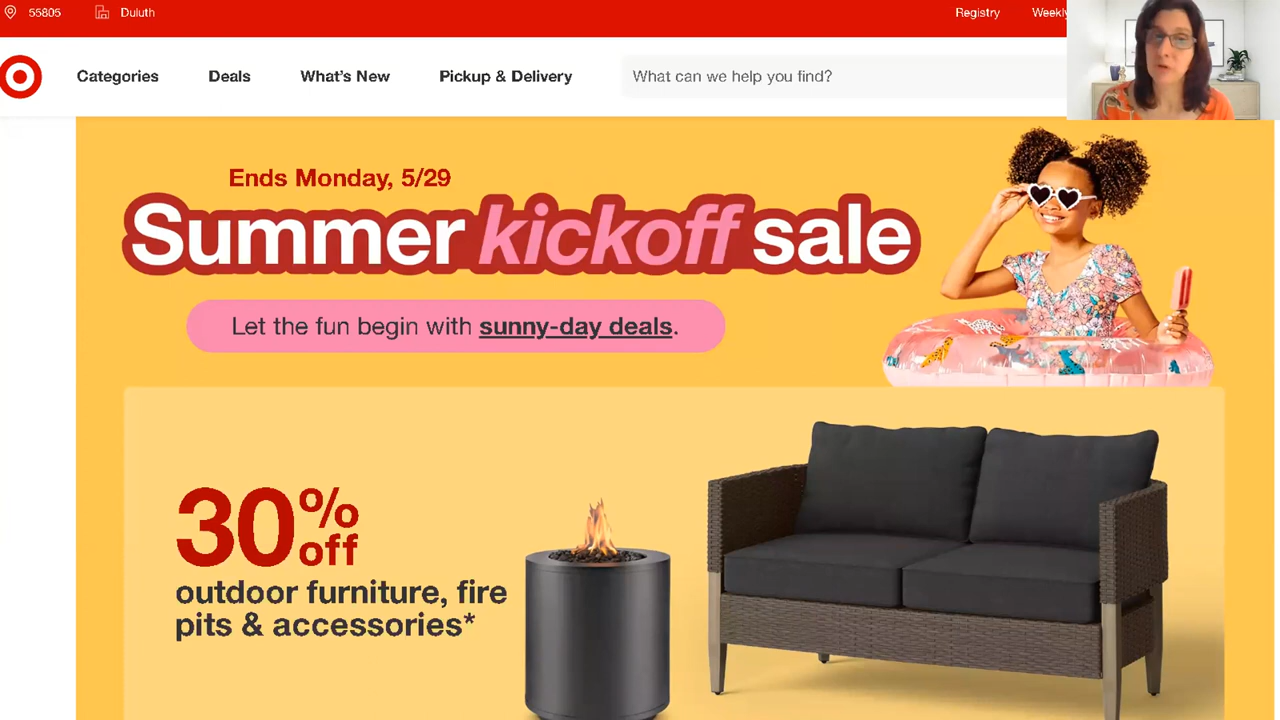 55805 Duluth Registry Weekly
Categories Deals What's New Pickup & Delivery What can we help you find?
Ends Monday, 5/29
Summer kickoff sale
Let the fun begin with sunny-day deals.
30% off
outdoor furniture, fire
pits & accessories*